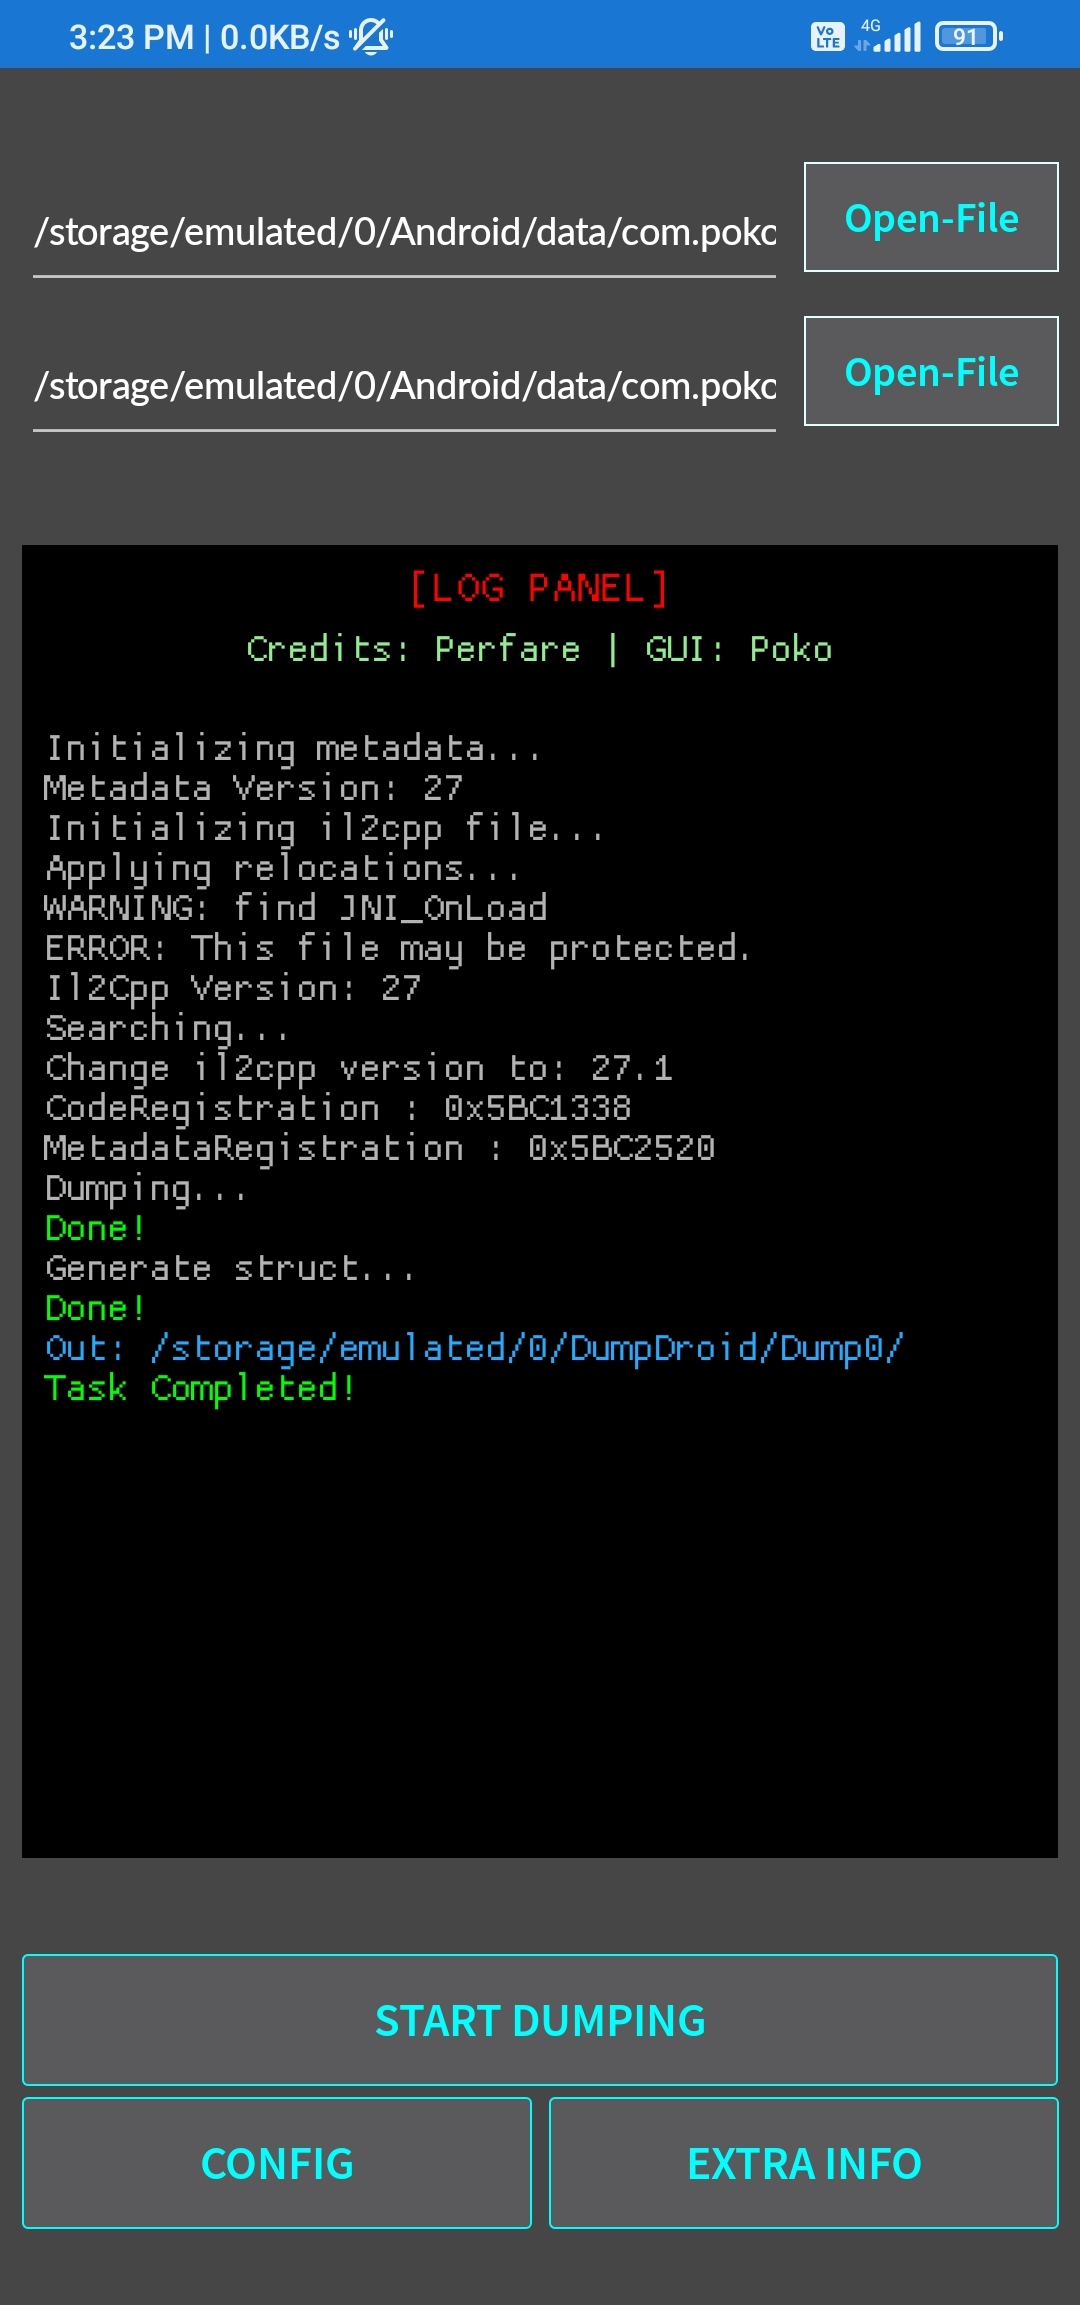 3:23 PM | 0.0KB/s
Vo LTE 4G 91
/storage/emulated/0/Android/data/com.poko
Open-File
/storage/emulated/0/Android/data/com.poko
Open-File
[LOG PANEL]
Credits: Perfare | GUI: Poko
Initializing metadata...
Metadata Version: 27
Initializing il2cpp file...
Applying relocations...
WARNING: find JNI_OnLoad
ERROR: This file may be protected.
Il2Cpp Version: 27
Searching...
Change il2cpp version to: 27.1
CodeRegistration : 0x5BC1338
MetadataRegistration : 0x5BC2520
Dumping...
Done!
Generate struct...
Done!
Out: /storage/emulated/0/DumpDroid/Dump0/
Task Completed!
START DUMPING
CONFIG
EXTRA INFO